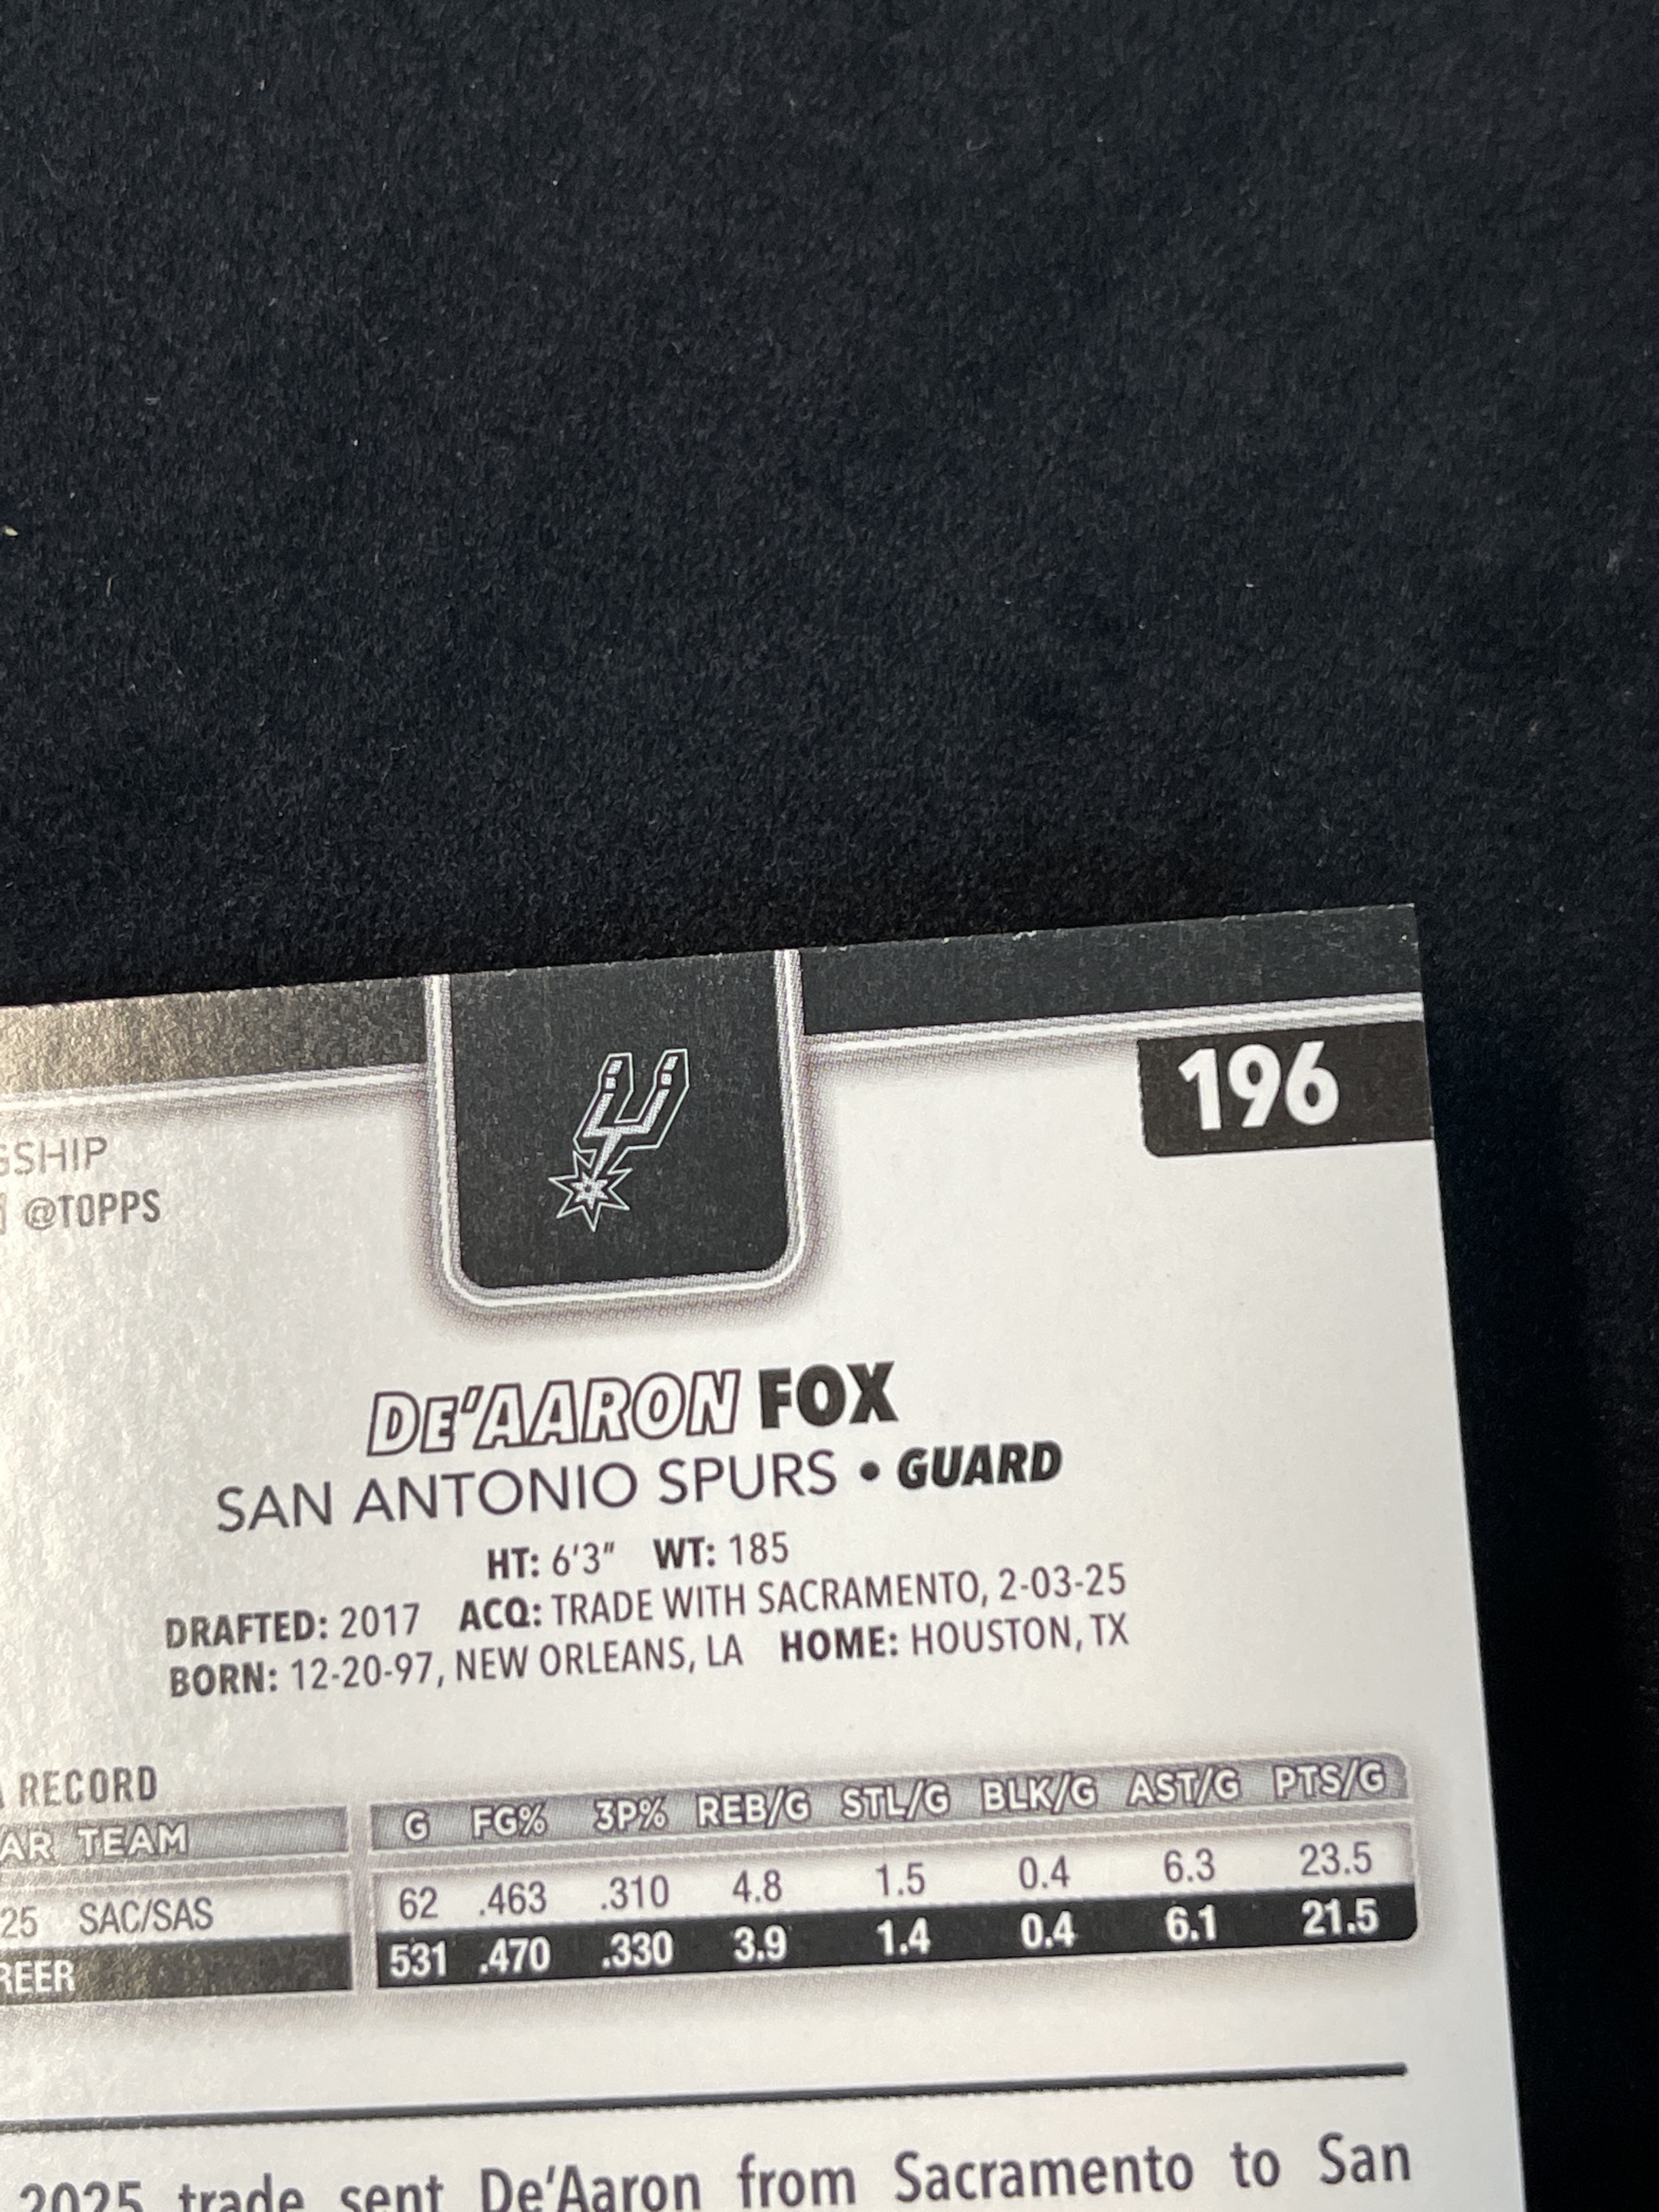 196
GSHIP
@TOPPS
DE'AARON FOX
SAN ANTONIO SPURS • GUARD
HT: 6'3" WT: 185
DRAFTED: 2017 ACQ: TRADE WITH SACRAMENTO, 2-03-25
BORN: 12-20-97, NEW ORLEANS, LA HOME: HOUSTON, TX
RECORD
AR TEAM G FG% 3P% REB/G STL/G BLK/G AST/G PTS/G
25 SAC/SAS 62 .463 .310 4.8 1.5 0.4 6.3 23.5
REER 531 .470 .330 3.9 1.4 0.4 6.1 21.5
2025 trade sent De'Aaron from Sacramento to San